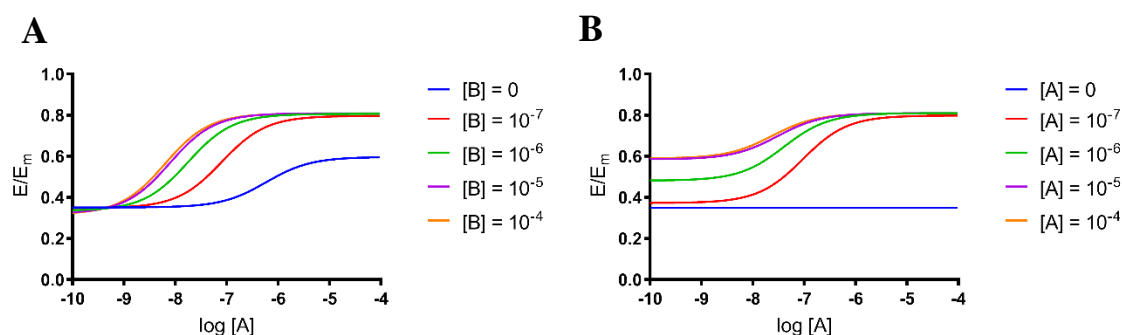 A
B
E/Em
1.0
0.8
0.6
0.4
0.2
0.0
-10
-9
-8
-7
-6
-5
-4
log [A]
[B] = 0
[B] = 10⁻⁷
[B] = 10⁻⁶
[B] = 10⁻⁵
[B] = 10⁻⁴
E/Em
1.0
0.8
0.6
0.4
0.2
0.0
-10
-9
-8
-7
-6
-5
-4
log [A]
[A] = 0
[A] = 10⁻⁷
[A] = 10⁻⁶
[A] = 10⁻⁵
[A] = 10⁻⁴